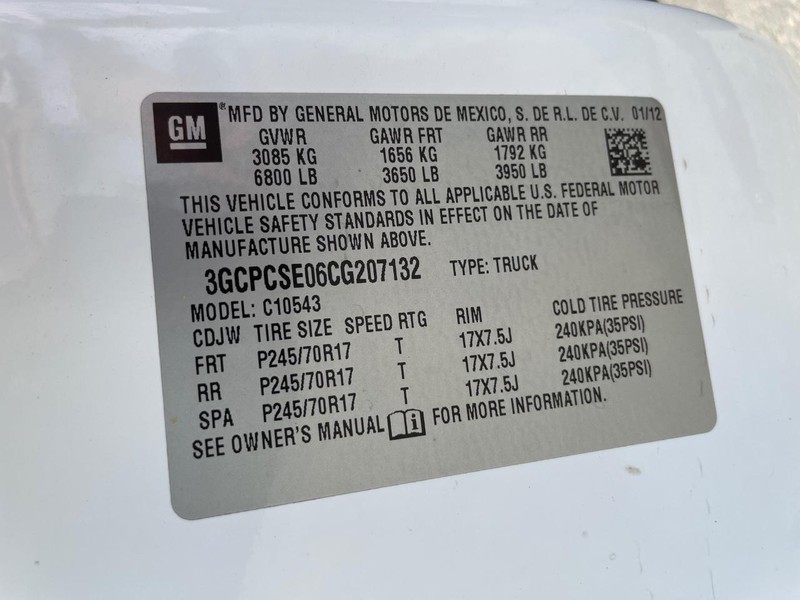 GM ® MFD BY GENERAL MOTORS DE MEXICO, S. DE R.L. DE C.V. 01/12
GVWR GAWR FRT GAWR RR
3085 KG 1656 KG 1792 KG
6800 LB 3650 LB 3950 LB
THIS VEHICLE CONFORMS TO ALL APPLICABLE U.S. FEDERAL MOTOR
VEHICLE SAFETY STANDARDS IN EFFECT ON THE DATE OF
MANUFACTURE SHOWN ABOVE.
3GCPCSE06CG207132 TYPE: TRUCK
MODEL: C10543
CDJW TIRE SIZE SPEED RTG RIM COLD TIRE PRESSURE
FRT P245/70R17 T 17X7.5J 240KPA(35PSI)
RR P245/70R17 T 17X7.5J 240KPA(35PSI)
SPA P245/70R17 T 17X7.5J 240KPA(35PSI)
SEE OWNER'S MANUAL i FOR MORE INFORMATION.